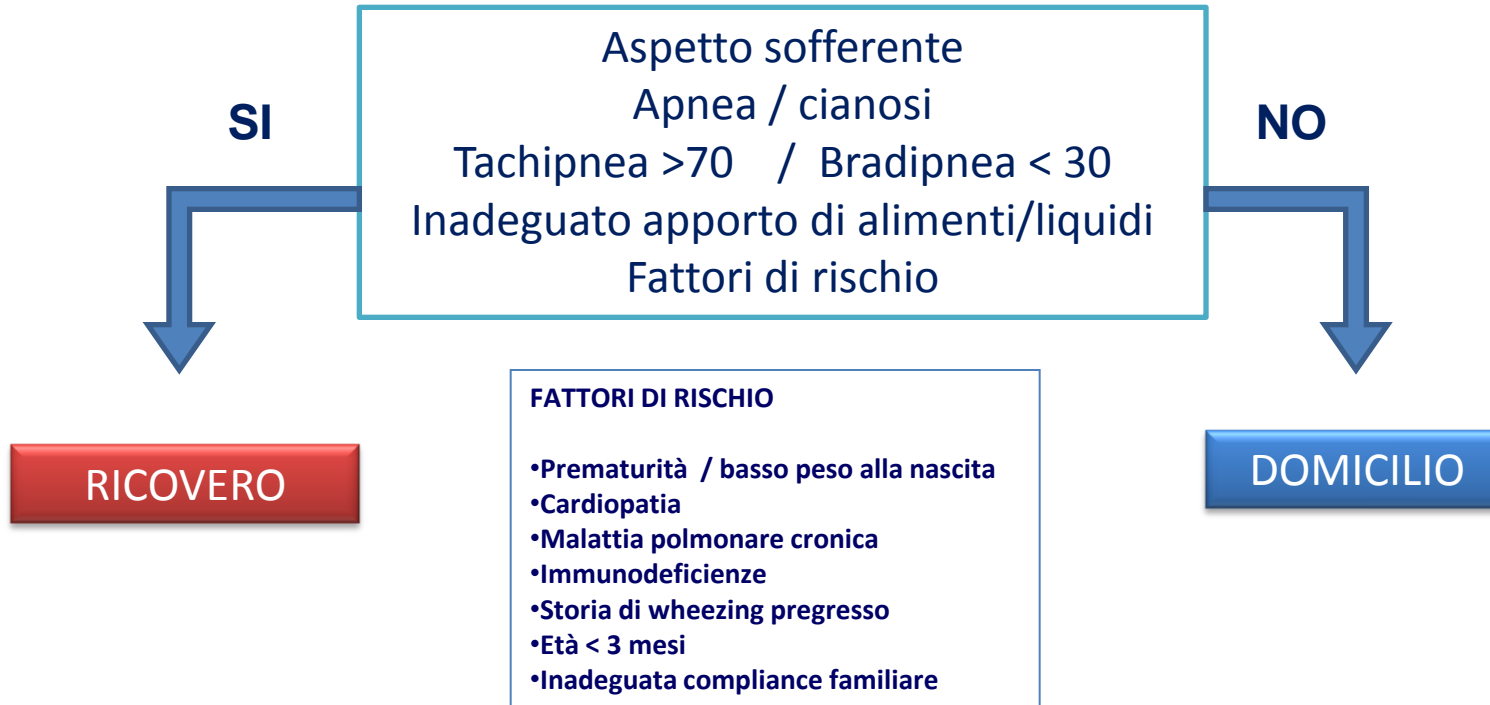 Aspetto sofferente
Apnea / cianosi
SI
NO
Tachipnea >70 / Bradipnea < 30
Inadeguato apporto di alimenti/liquidi
Fattori di rischio
FATTORI DI RISCHIO
•Prematurità / basso peso alla nascita
•Cardiopatia
•Malattia polmonare cronica
•Immunodeficienze
•Storia di wheezing pregresso
•Età < 3 mesi
•Inadeguata compliance familiare
RICOVERO
DOMICILIO